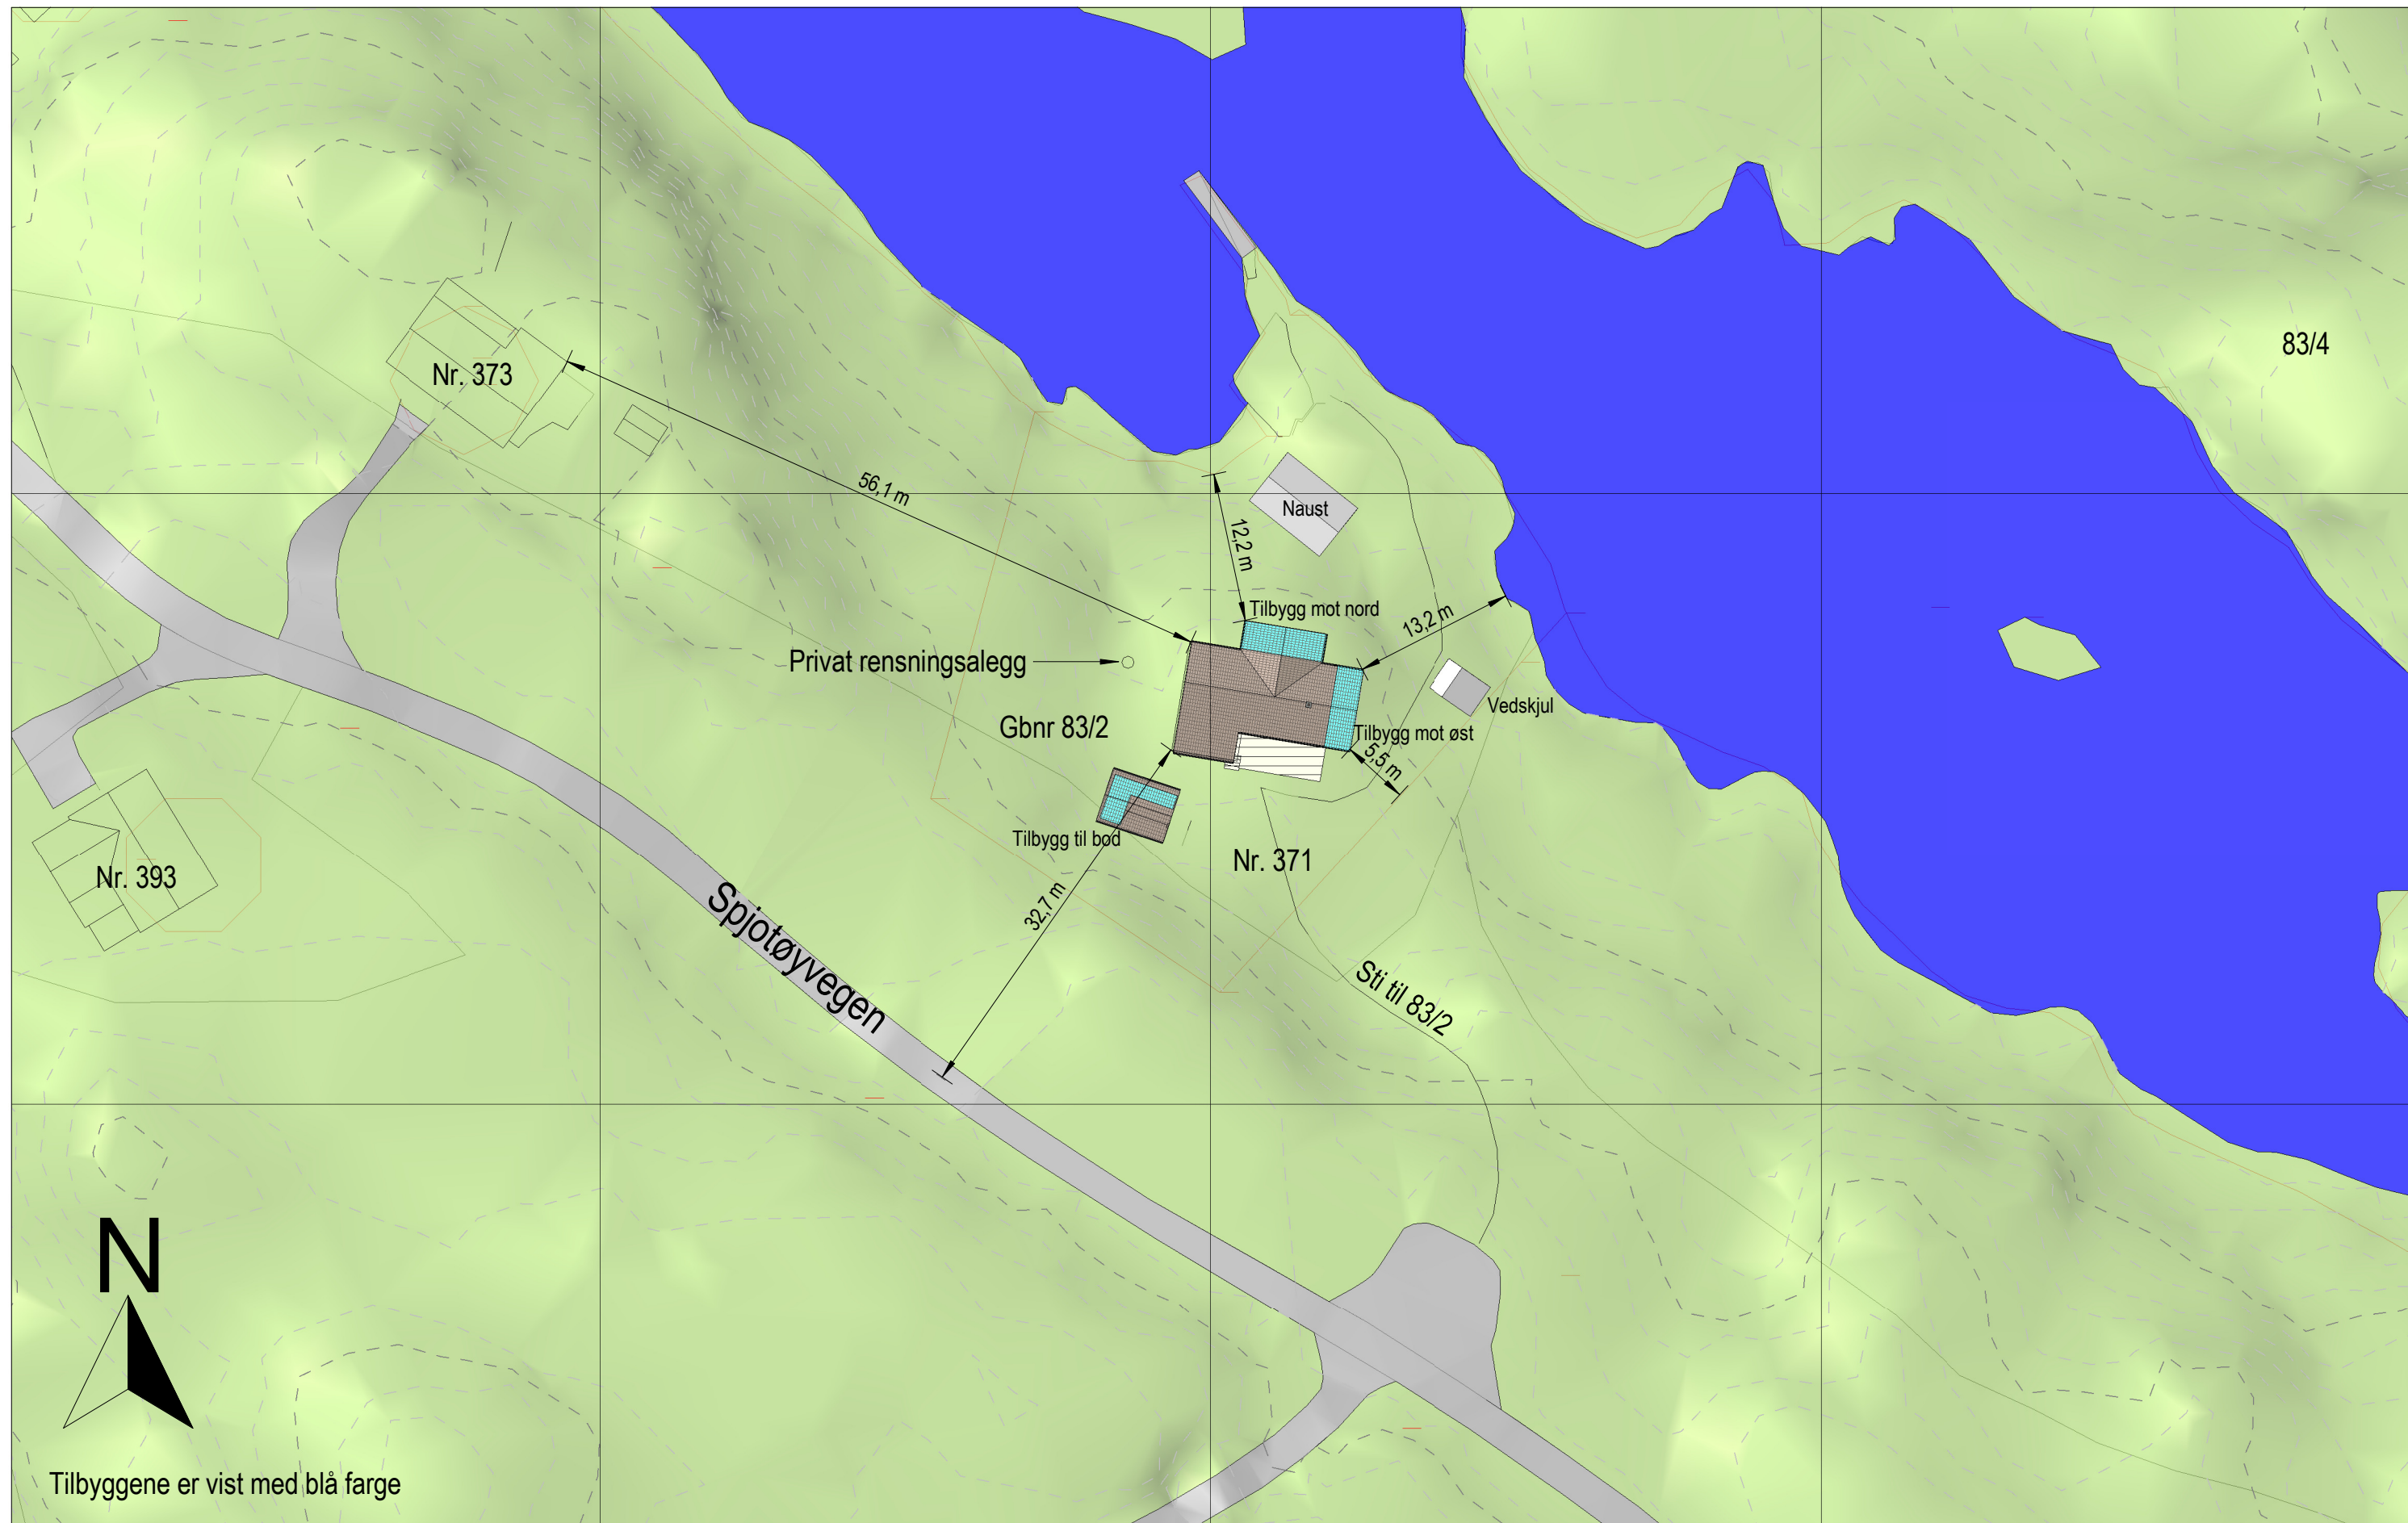 83/4
Nr. 373
56,1 m
Naust
12,2 m
Tilbygg mot nord
13,2 m
Privat rensningsalegg
Vedskjul
Gbnr 83/2
Tilbygg mot øst
5,5 m
Tilbygg til bod
Nr. 371
Nr. 393
32,7 m
Spjotøyvegen
Sti til 83/2
N
Tilbyggene er vist med blå farge